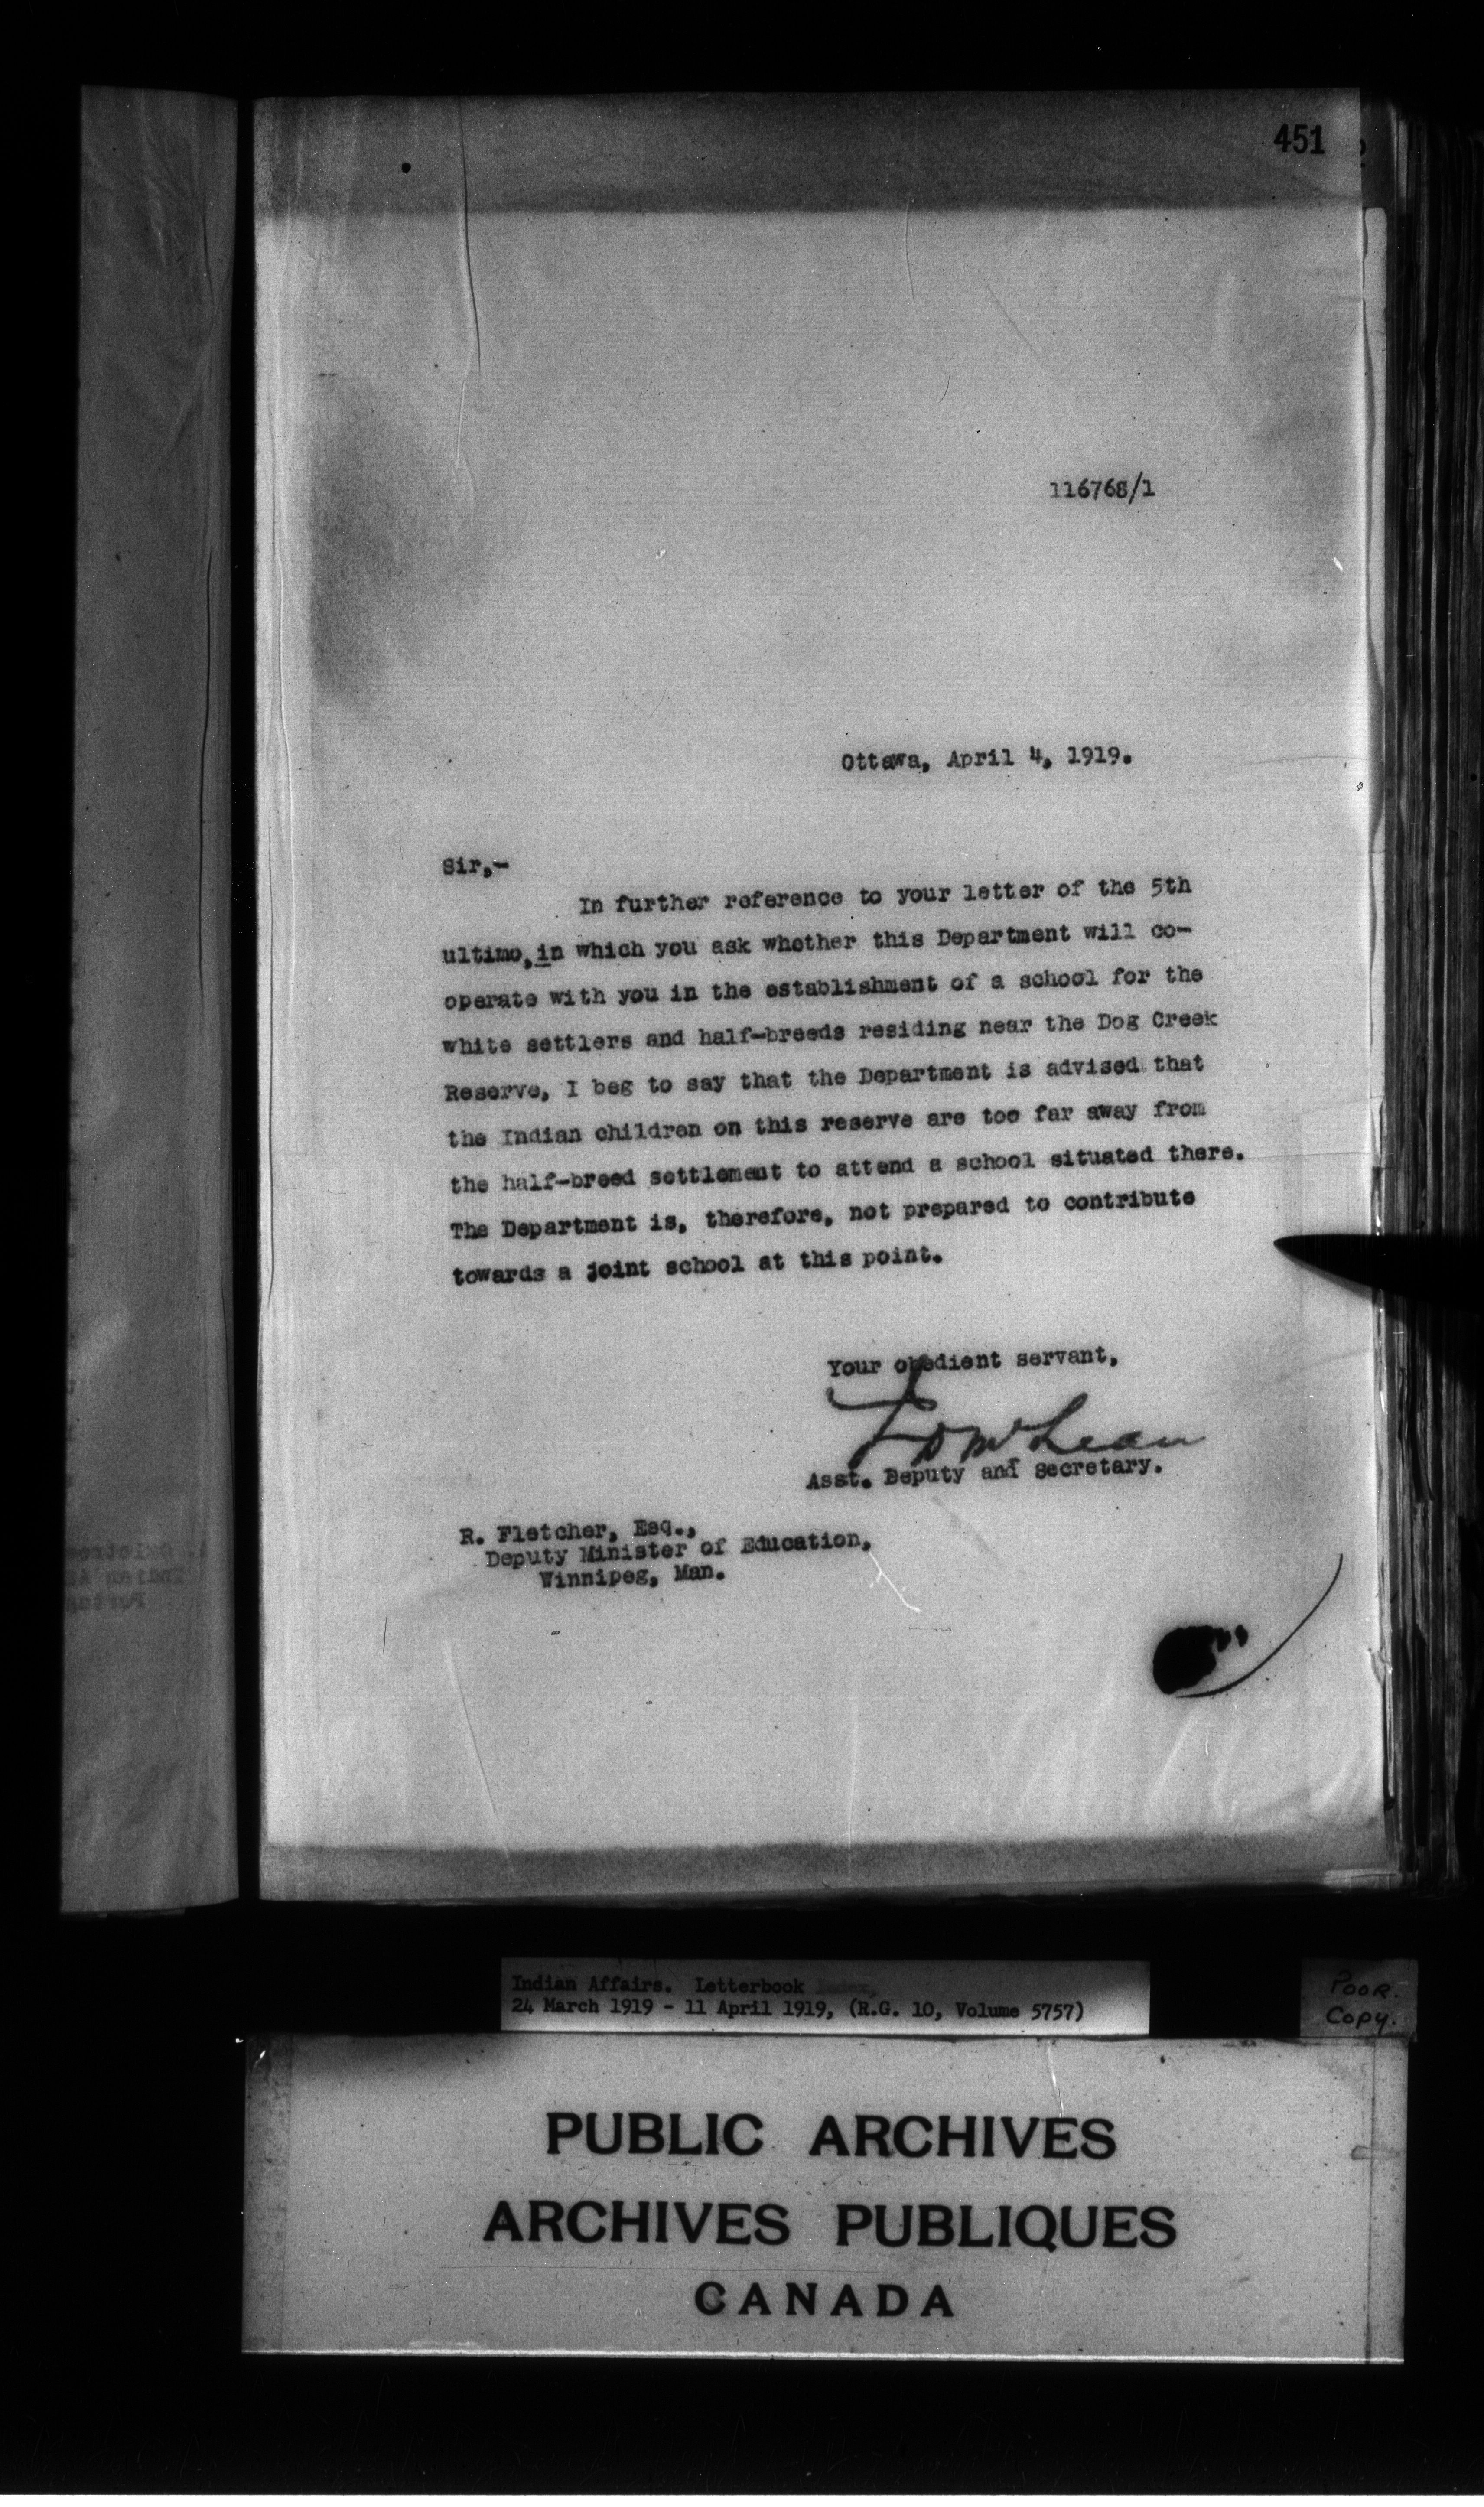 451
116768/1
Ottawa, April 4, 1919.
Sir,-
In further reference to your letter of the 5th
ultimo, in which you ask whether this Department will co-
operate with you in the establishment of a school for the
white settlers and half-breeds residing near the Dog Creek
Reserve, I beg to say that the Department is advised that
the Indian children on this reserve are too far away from
the half-breed settlement to attend a school situated there.
The Department is, therefore, not prepared to contribute
towards a joint school at this point.
Your obedient servant,
J D McLean
Asst. Deputy and Secretary.
R. Fletcher, Esq.,
Deputy Minister of Education,
Winnipeg, Man.
Indian Affairs. Letterbook
24 March 1919 - 11 April 1919, (R.G. 10, Volume 5757)
POOR.
Copy.
PUBLIC ARCHIVES
ARCHIVES PUBLIQUES
CANADA